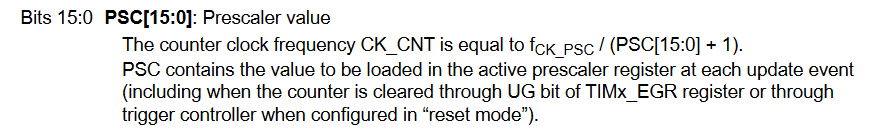 Bits 15:0 PSC[15:0]: Prescaler value
The counter clock frequency CK_CNT is equal to fCK_PSC / (PSC[15:0] + 1).
PSC contains the value to be loaded in the active prescaler register at each update event
(including when the counter is cleared through UG bit of TIMx_EGR register or through
trigger controller when configured in “reset mode”).